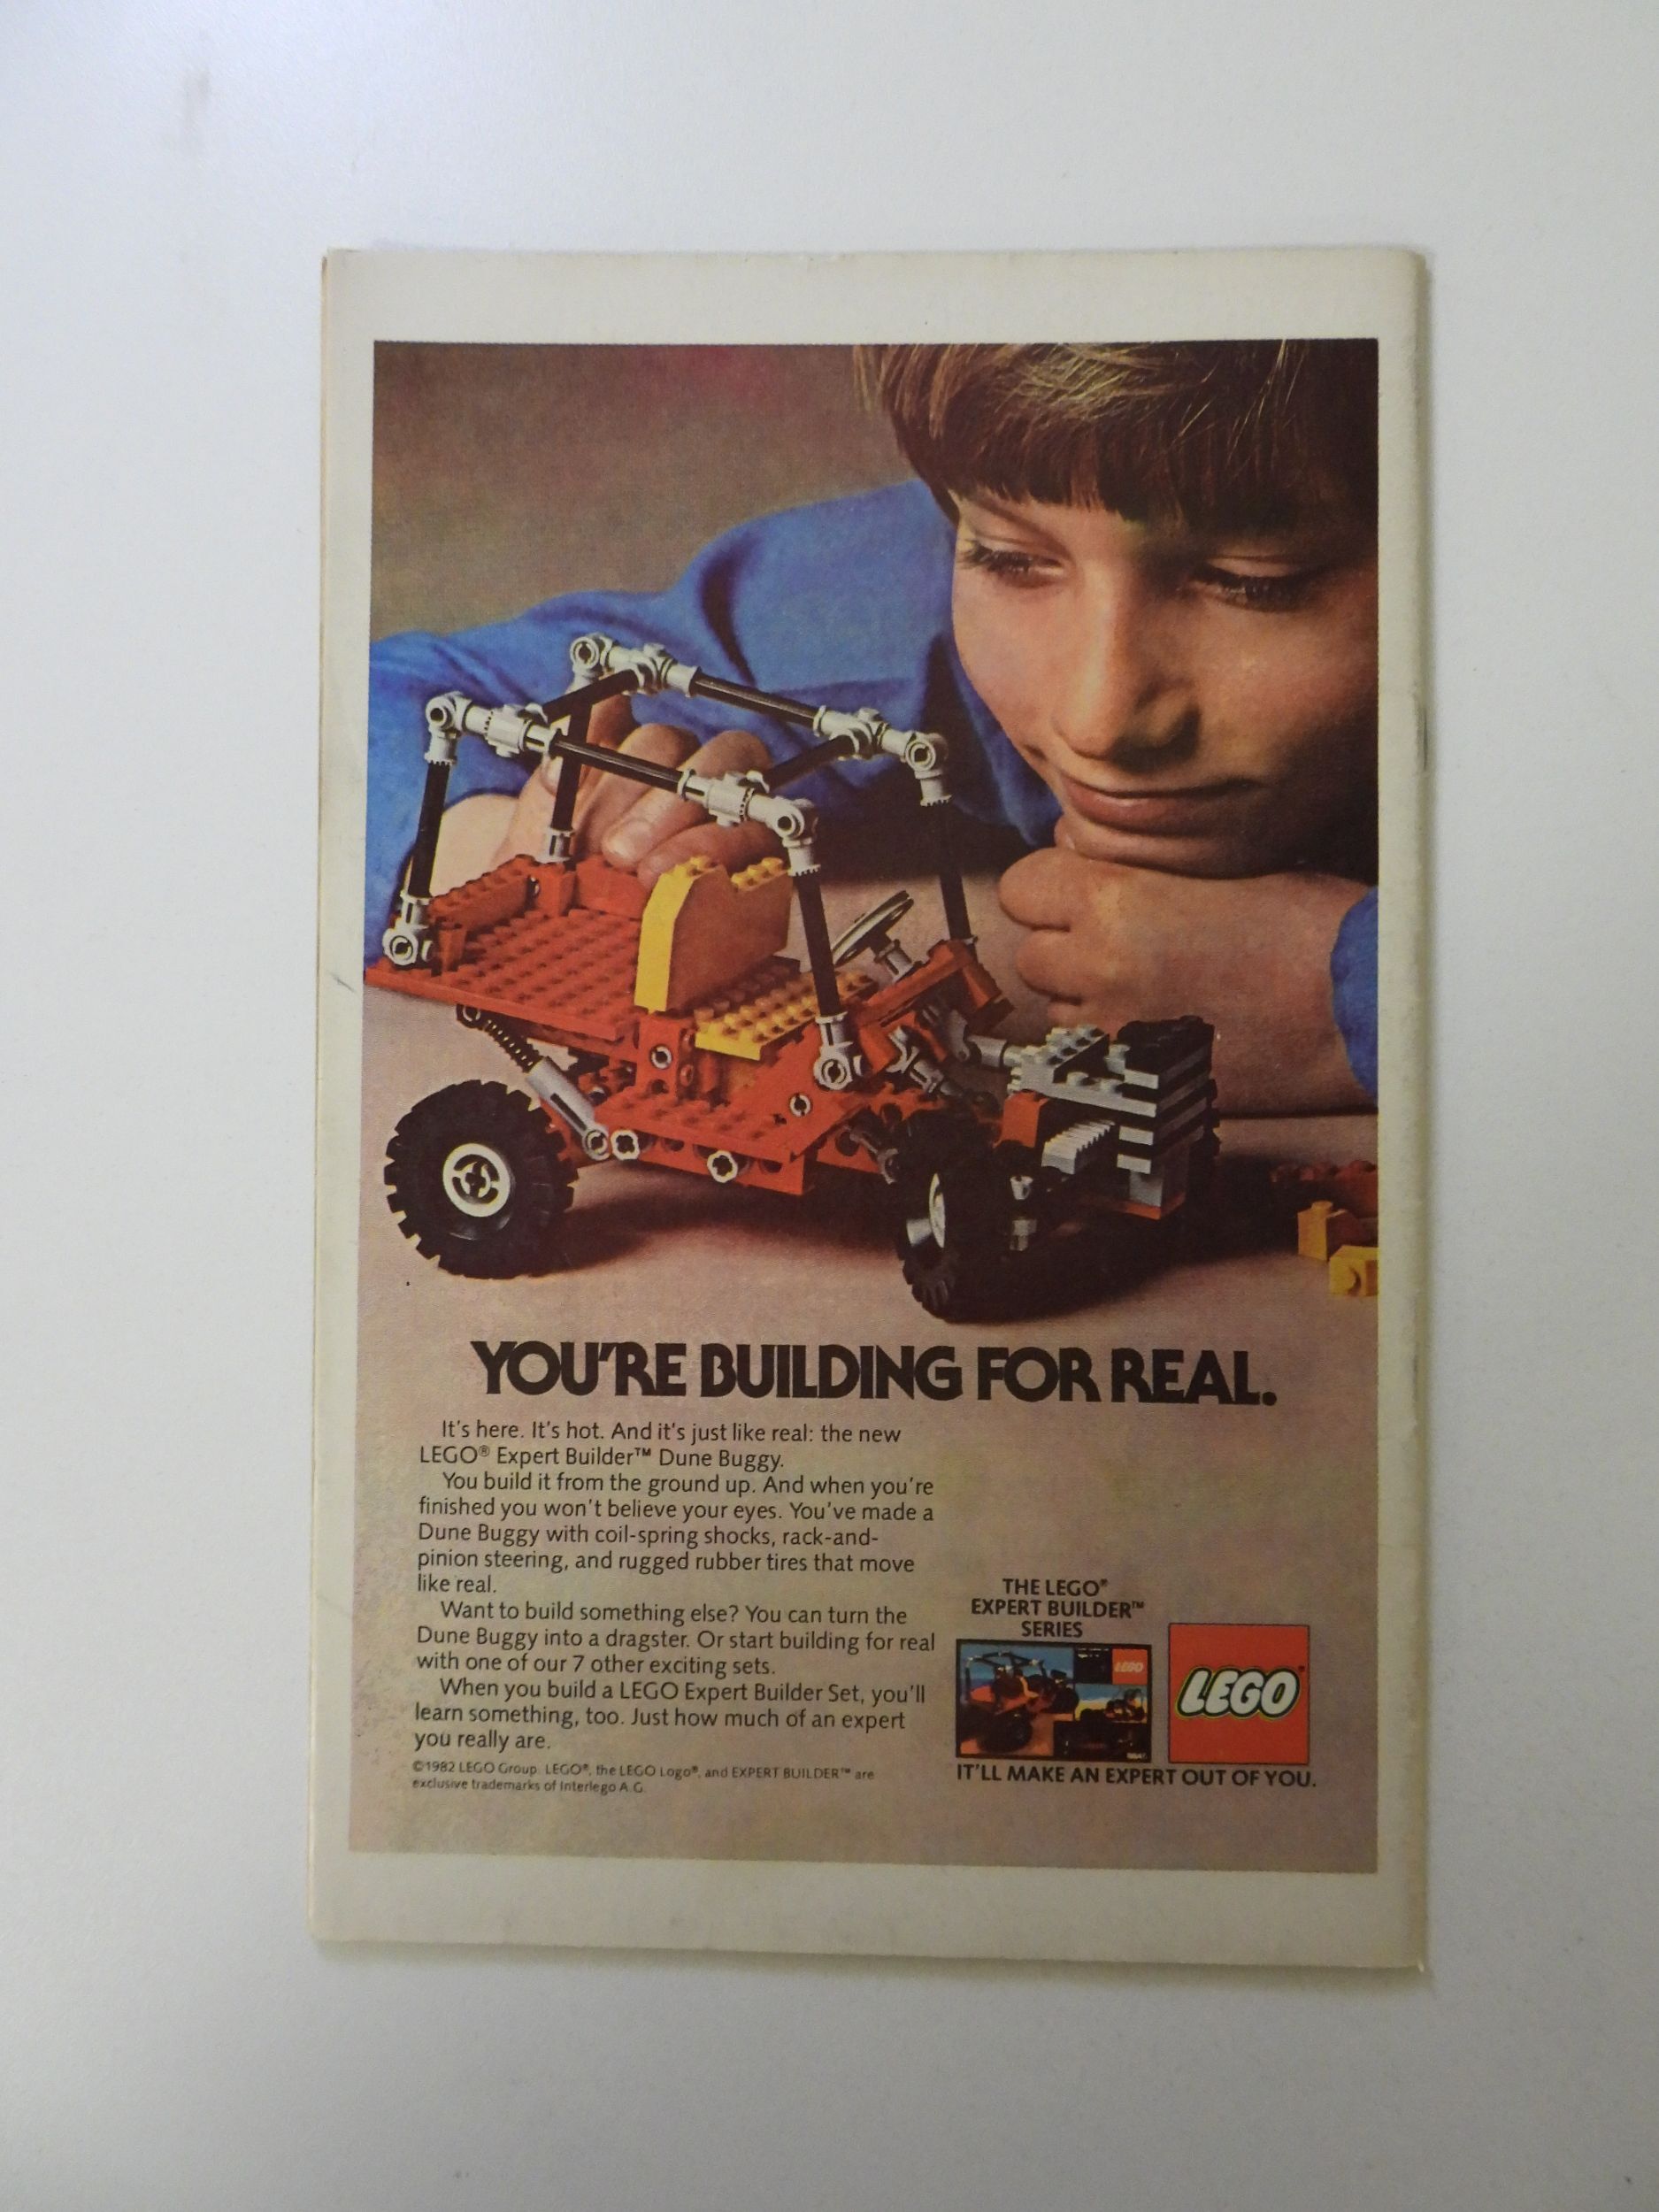 YOU'RE BUILDING FOR REAL.
It's here. It's hot. And it's just like real: the new
LEGO® Expert Builder™ Dune Buggy.
You build it from the ground up. And when you're
finished you won't believe your eyes. You've made a
Dune Buggy with coil-spring shocks, rack-and-
pinion steering, and rugged rubber tires that move
like real.
Want to build something else? You can turn the
Dune Buggy into a dragster. Or start building for real
with one of our 7 other exciting sets.
When you build a LEGO Expert Builder Set, you'll
learn something, too. Just how much of an expert
you really are.
©1982 LEGO Group. LEGO®, the LEGO Logo®, and EXPERT BUILDER™ are
exclusive trademarks of Interlego A.G.
THE LEGO®
EXPERT BUILDER™
SERIES
LEGO
LEGO
IT'LL MAKE AN EXPERT OUT OF YOU.